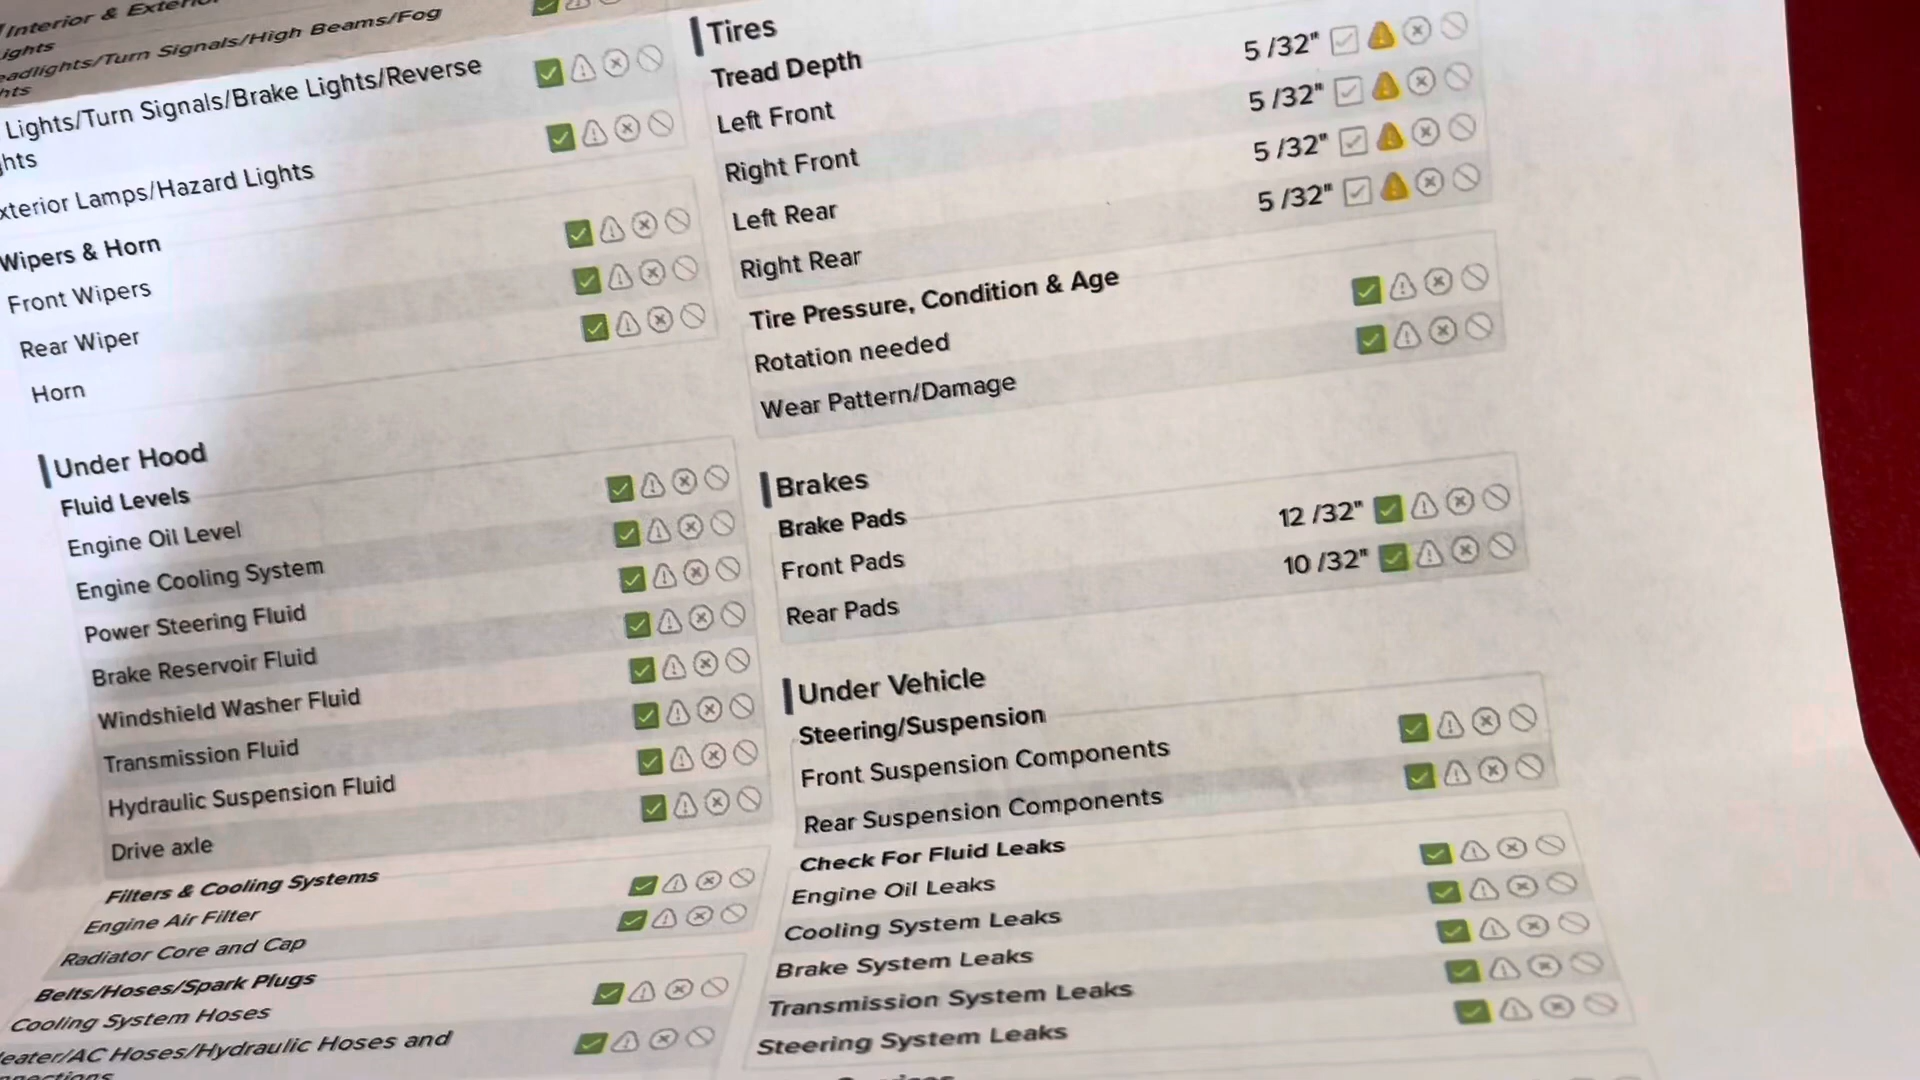 Interior & Exterior
ights
eadlights/Turn Signals/High Beams/Fog
hts
Lights/Turn Signals/Brake Lights/Reverse
hts
xterior Lamps/Hazard Lights
Wipers & Horn
Front Wipers
Rear Wiper
Horn
Under Hood
Fluid Levels
Engine Oil Level
Engine Cooling System
Power Steering Fluid
Brake Reservoir Fluid
Windshield Washer Fluid
Transmission Fluid
Hydraulic Suspension Fluid
Drive axle
Filters & Cooling Systems
Engine Air Filter
Radiator Core and Cap
Belts/Hoses/Spark Plugs
Cooling System Hoses
eater/AC Hoses/Hydraulic Hoses and
nnections
Tires
Tread Depth
Left Front 5 /32"
Right Front 5 /32"
Left Rear 5 /32"
Right Rear 5 /32"
Tire Pressure, Condition & Age
Rotation needed
Wear Pattern/Damage
Brakes
Brake Pads
Front Pads 12 /32"
Rear Pads 10 /32"
Under Vehicle
Steering/Suspension
Front Suspension Components
Rear Suspension Components
Check For Fluid Leaks
Engine Oil Leaks
Cooling System Leaks
Brake System Leaks
Transmission System Leaks
Steering System Leaks